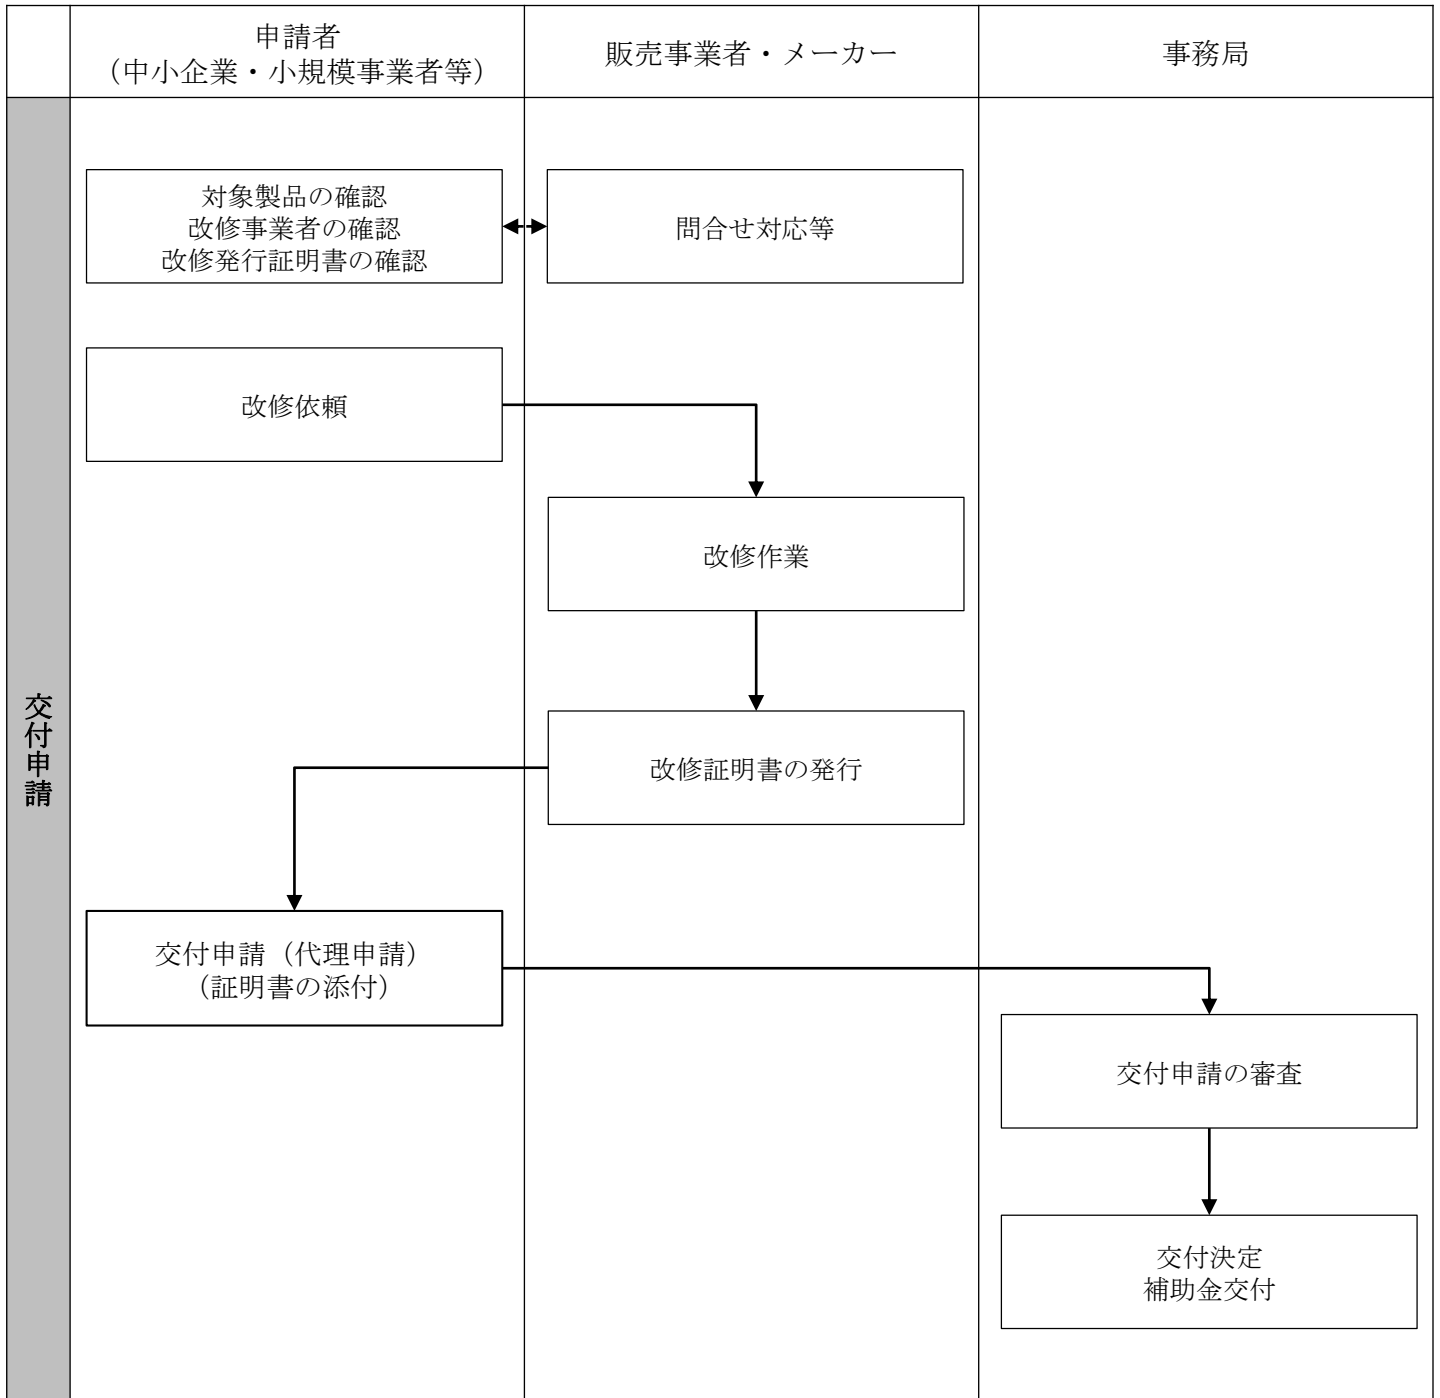 申請者
（中小企業・小規模事業者等）
販売事業者・メーカー
事務局
交付申請
対象製品の確認
改修事業者の確認
改修発行証明書の確認
問合せ対応等
改修依頼
改修作業
改修証明書の発行
交付申請（代理申請）
（証明書の添付）
交付申請の審査
交付決定
補助金交付